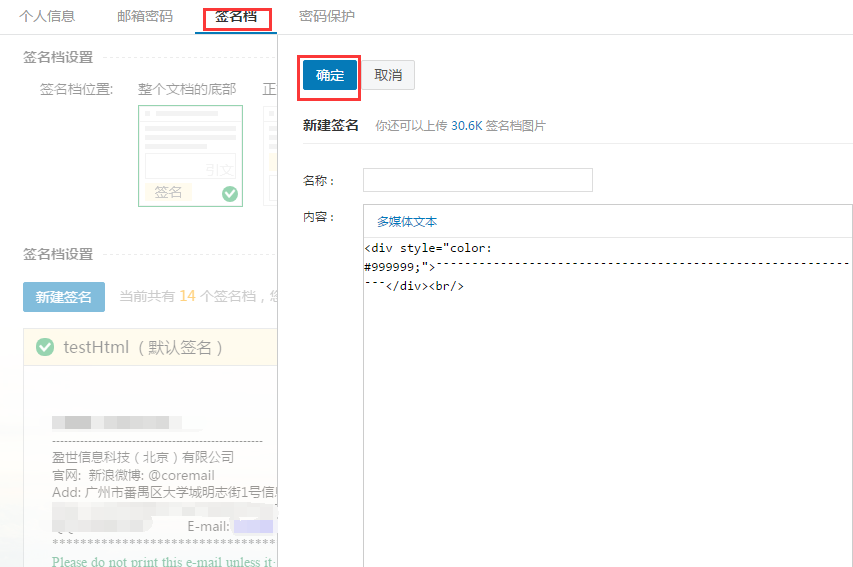 个人信息 邮箱密码 签名档 密码保护
签名档设置
签名档位置: 整个文档的底部 正
引文
签名
签名档设置
新建签名 当前共有 14 个签名档，您
testHtml（默认签名）
--------------------------------------------------------
盈世信息科技（北京）有限公司
官网: 新浪微博: @coremail
Add: 广州市番禺区大学城明志街1号信息
E-mail:
********************************
Please do not print this e-mail unless it
确定 取消
新建签名 你还可以上传 30.6K 签名档图片
名称：
内容：
多媒体文本
<div style="color:
#999999;">------------------------------------------------------------
---</div><br/>